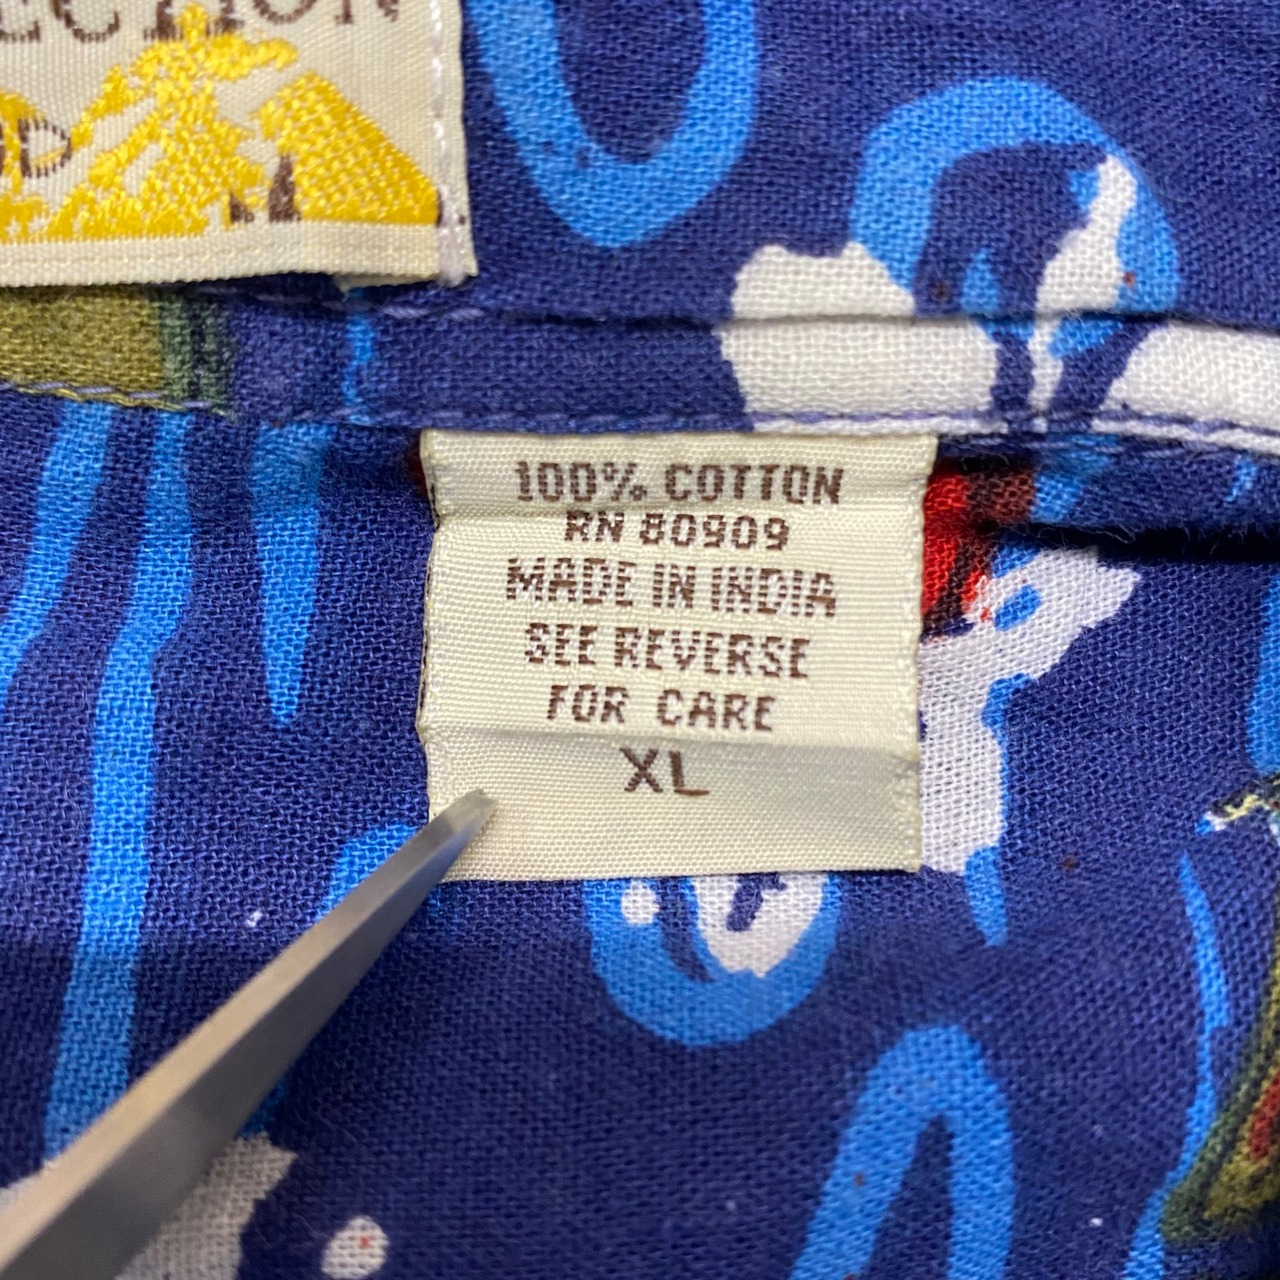 100% COTTON
RN 80909
MADE IN INDIA
SEE REVERSE
FOR CARE
XL